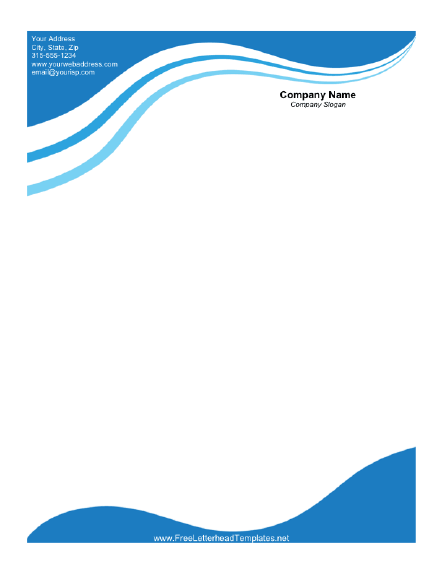 Your Address
City, State, Zip
315-555-1234
www.yourwebaddress.com
email@yourisp.com
Company Name
Company Slogan
www.FreeLetterheadTemplates.net